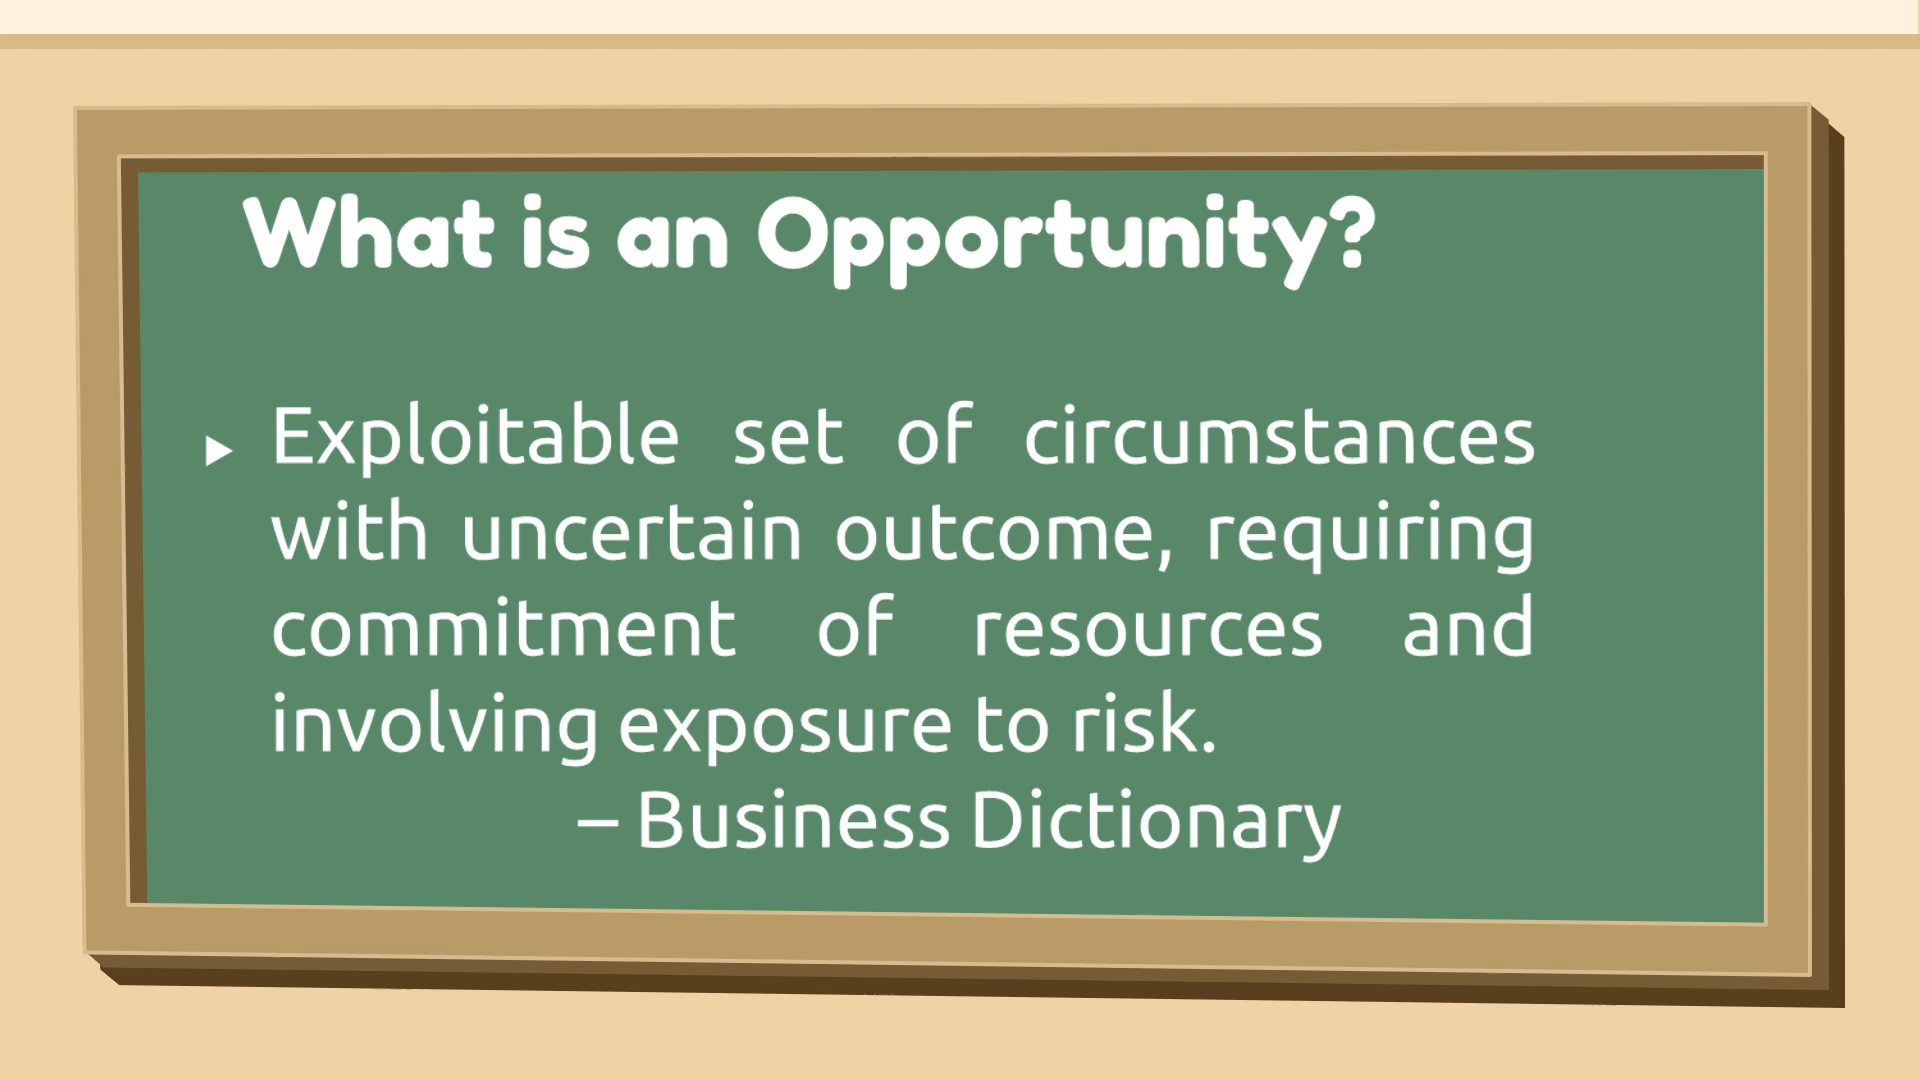 What is an Opportunity?
▶ Exploitable set of circumstances
with uncertain outcome, requiring
commitment of resources and
involving exposure to risk.
– Business Dictionary